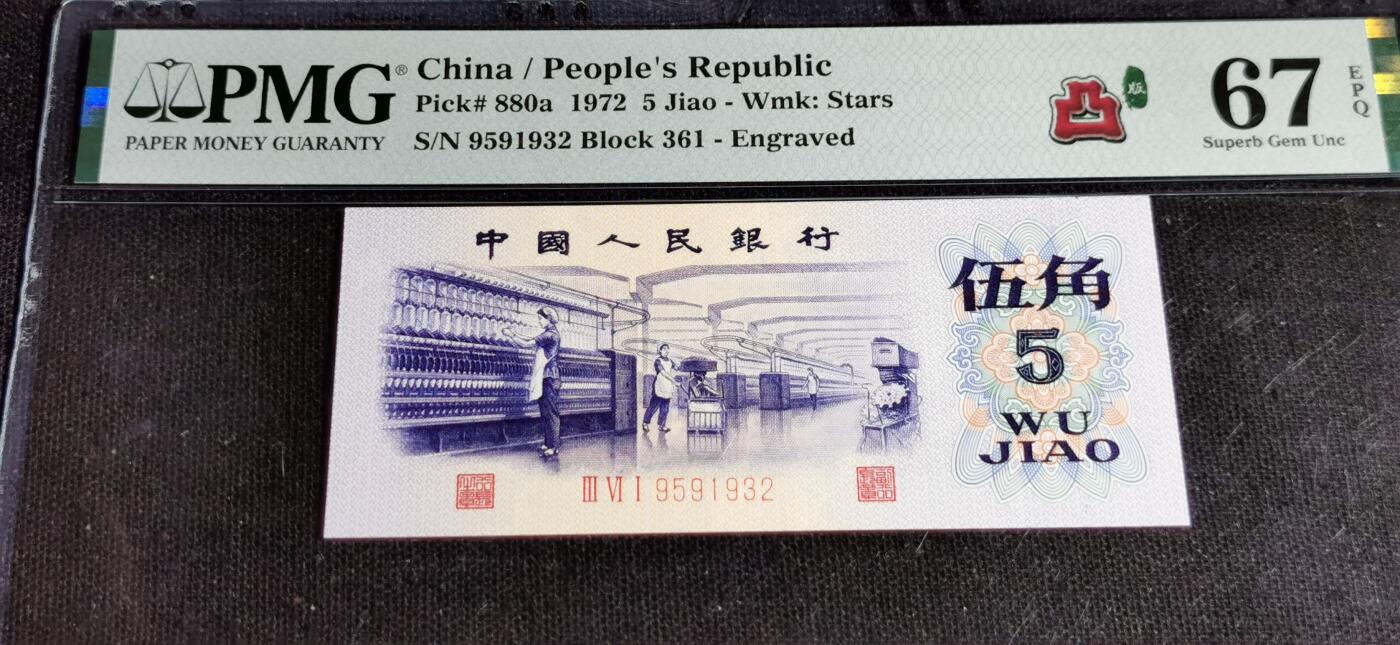 PMG® China / People's Republic
Pick# 880a 1972 5 Jiao - Wmk: Stars
PAPER MONEY GUARANTY S/N 9591932 Block 361 - Engraved
凸
版
67
EPQ
Superb Gem Unc
中國人民銀行
伍角
5
WU
JIAO
III VI I 9591932